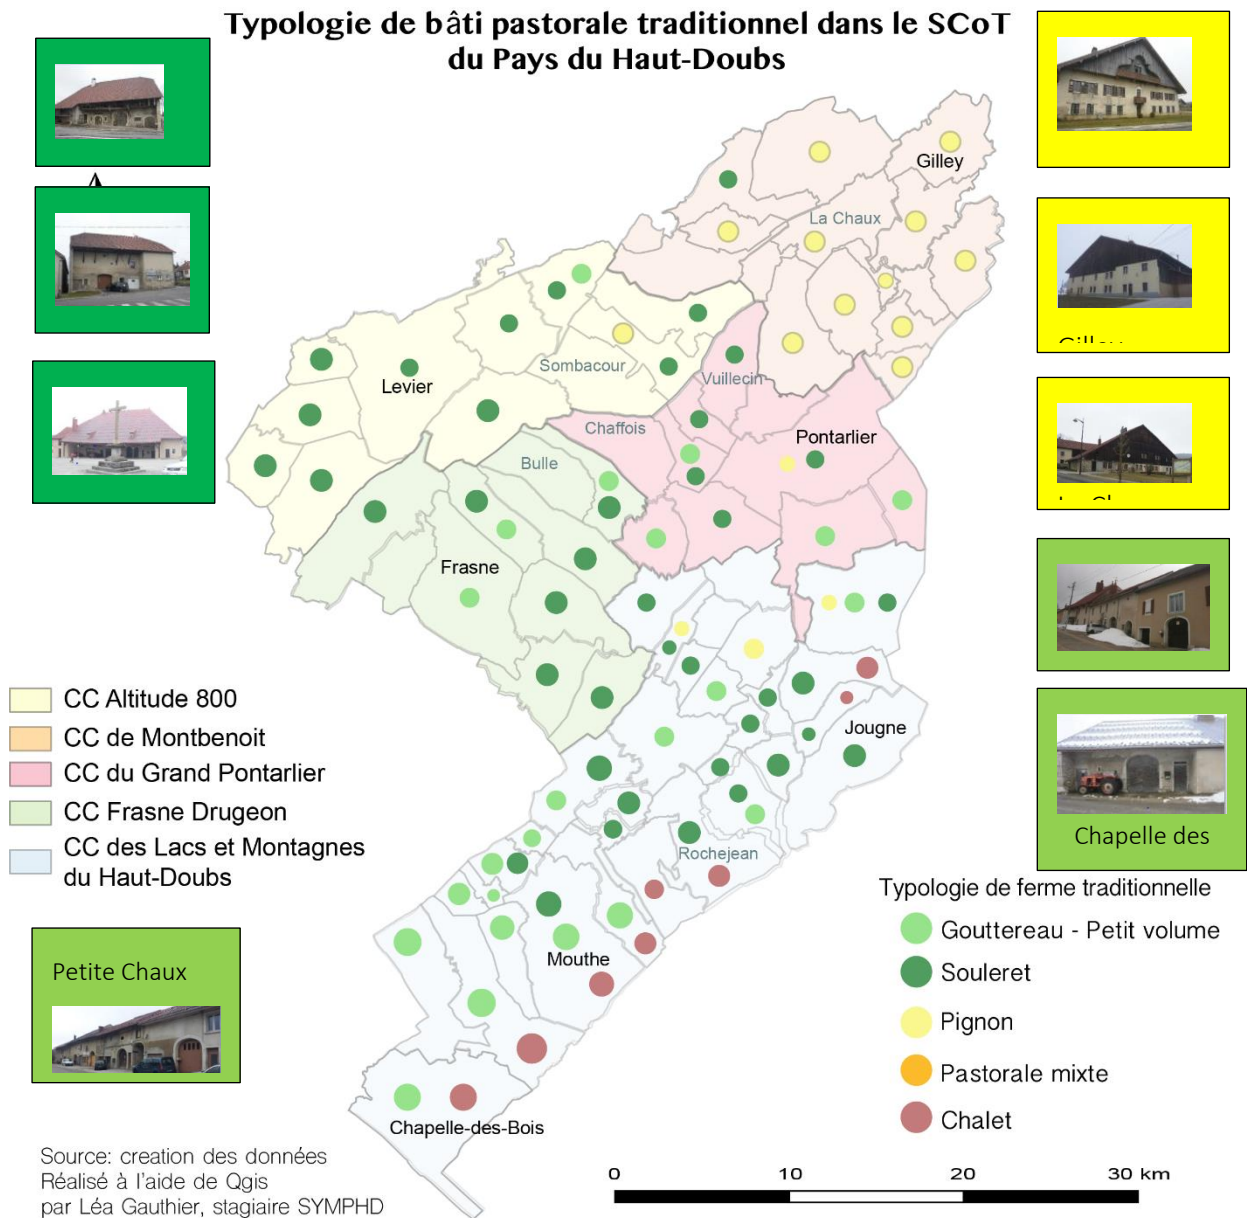 Typologie de bâti pastorale traditionnel dans le SCoT
du Pays du Haut-Doubs
Gilley
La Chaux
Levier
Sombacour
Vuillecin
Chaffois
Pontarlier
Bulle
Frasne
Jougne
Rochejean
Mouthe
Chapelle-des-Bois
Gilley
CC Altitude 800
CC de Montbenoit
CC du Grand Pontarlier
CC Frasne Drugeon
CC des Lacs et Montagnes
du Haut-Doubs
Chapelle des
Petite Chaux
Typologie de ferme traditionnelle
Gouttereau - Petit volume
Souleret
Pignon
Pastorale mixte
Chalet
Source: creation des données
Réalisé à l'aide de Qgis
par Léa Gauthier, stagiaire SYMPHD
0 10 20 30 km